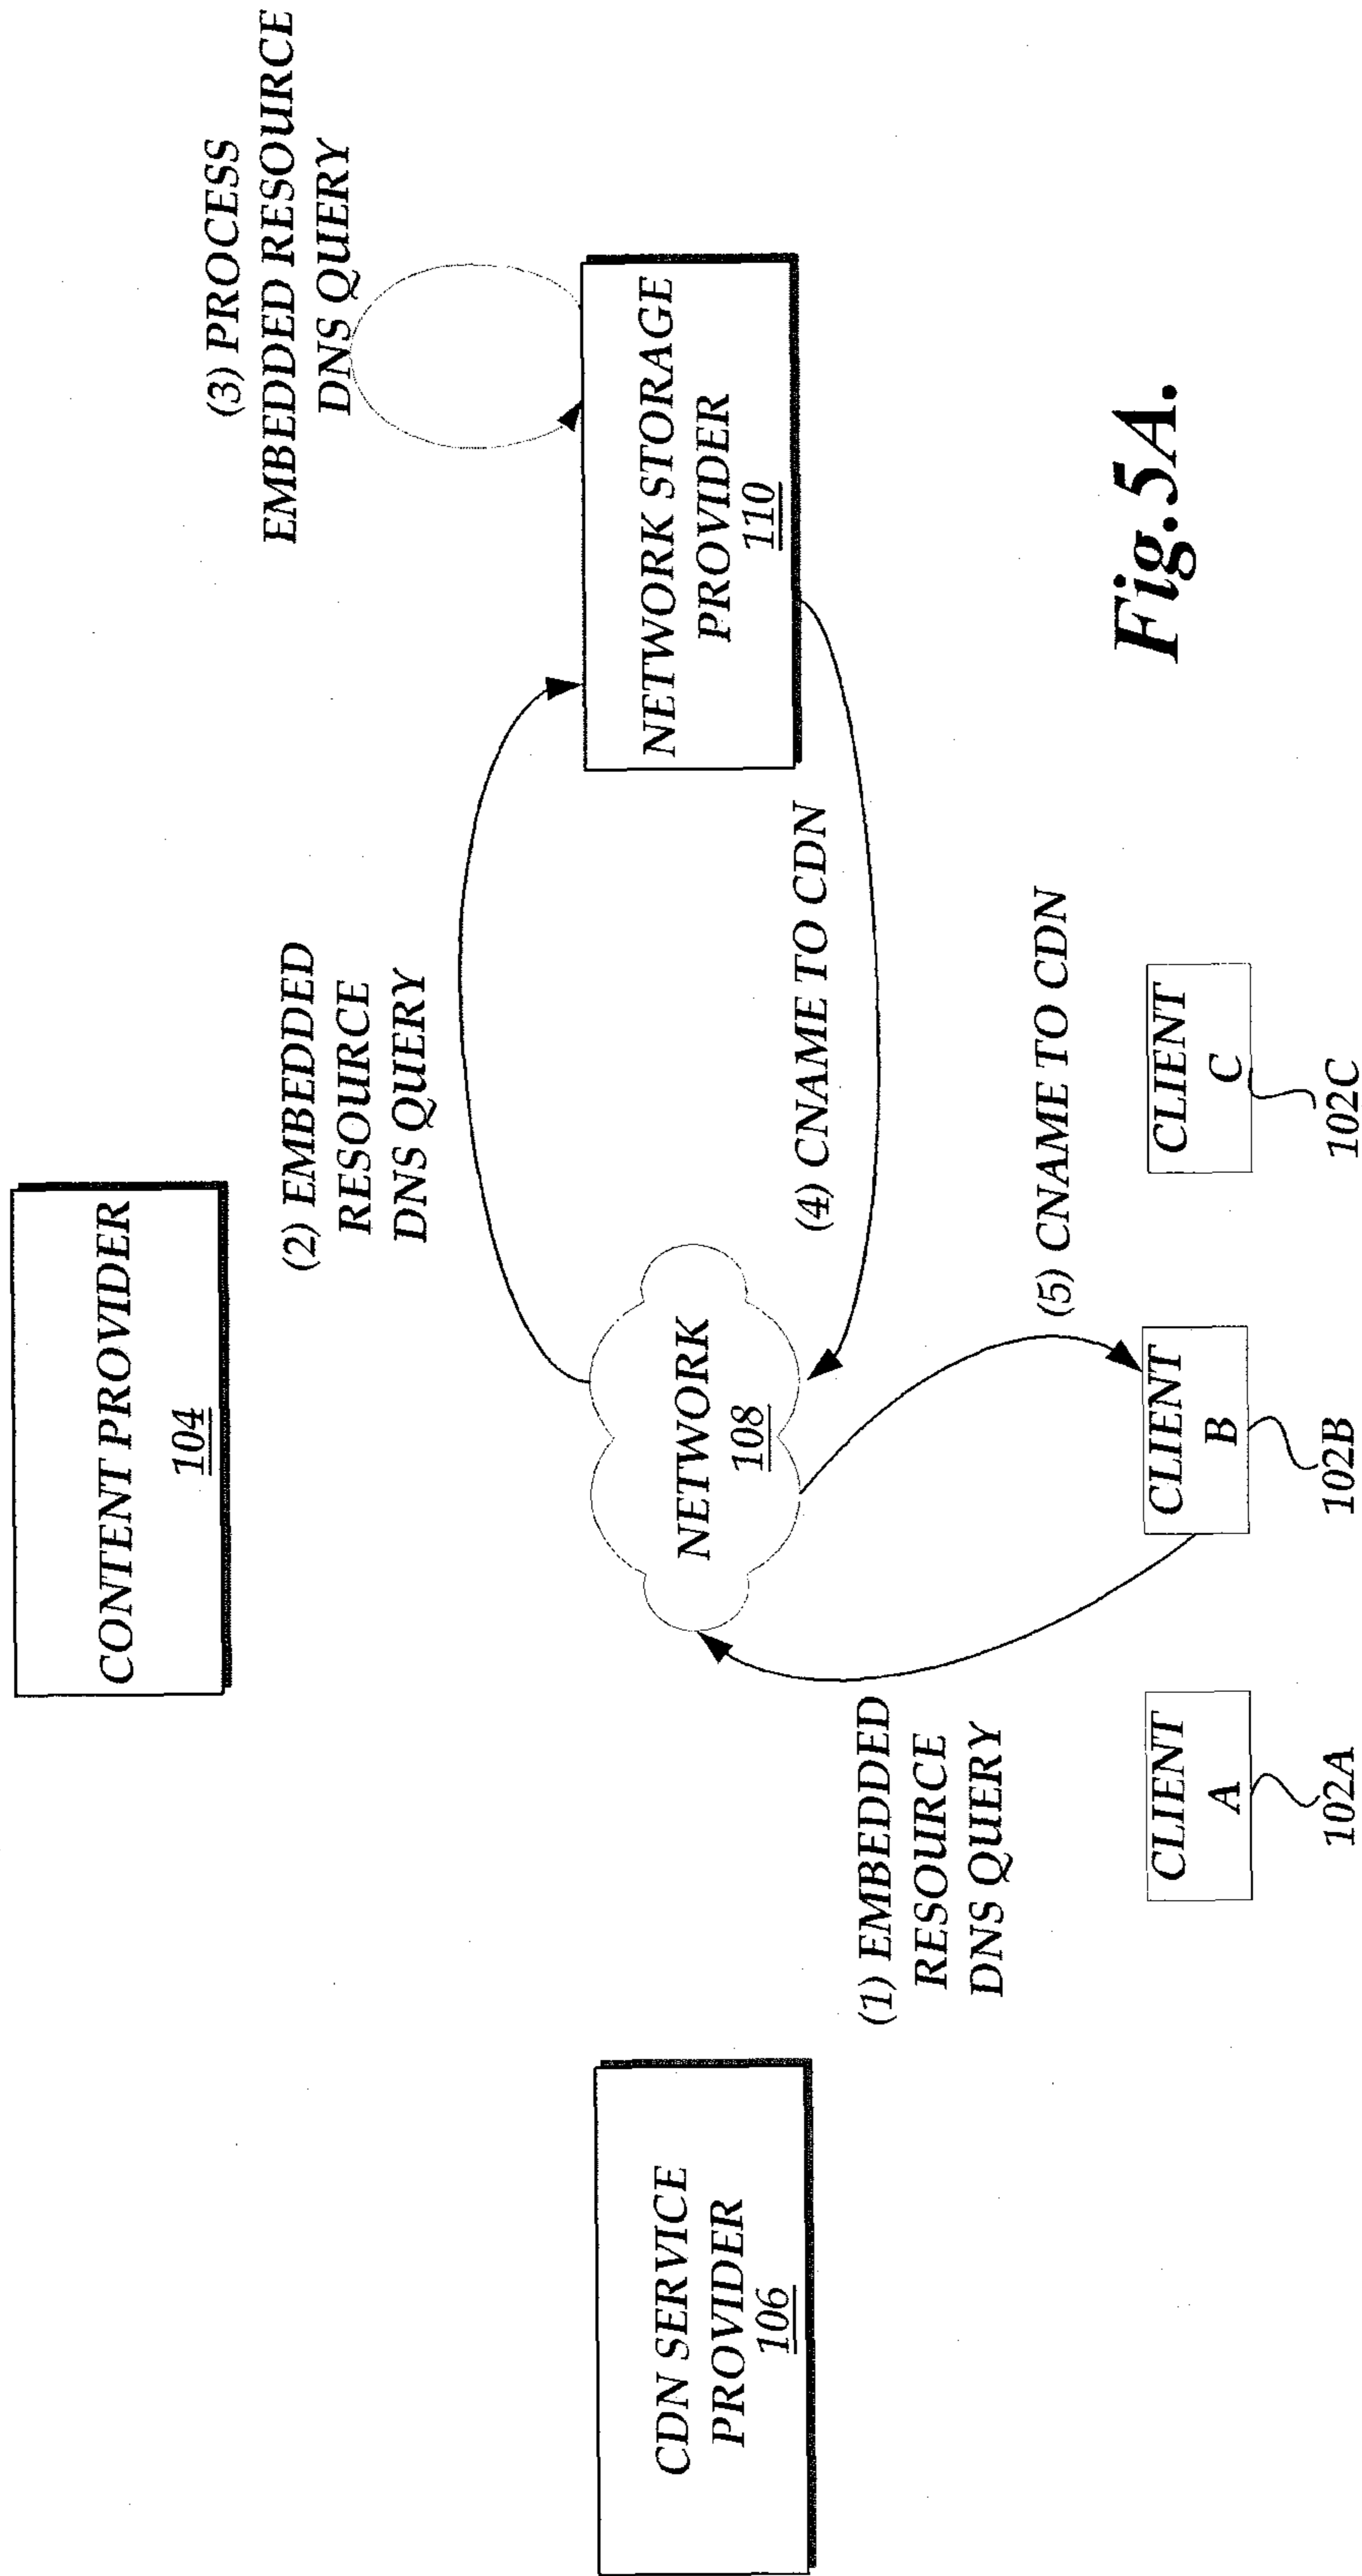 CONTENT PROVIDER
104
(3) PROCESS
EMBEDDED RESOURCE
DNS QUERY
(2) EMBEDDED
RESOURCE
DNS QUERY
CDN SERVICE
PROVIDER
106
NETWORK
108
NETWORK STORAGE
PROVIDER
110
(4) CNAME TO CDN
(1) EMBEDDED
RESOURCE
DNS QUERY
(5) CNAME TO CDN
CLIENT
A
102A
CLIENT
B
102B
CLIENT
C
102C
Fig.5A.